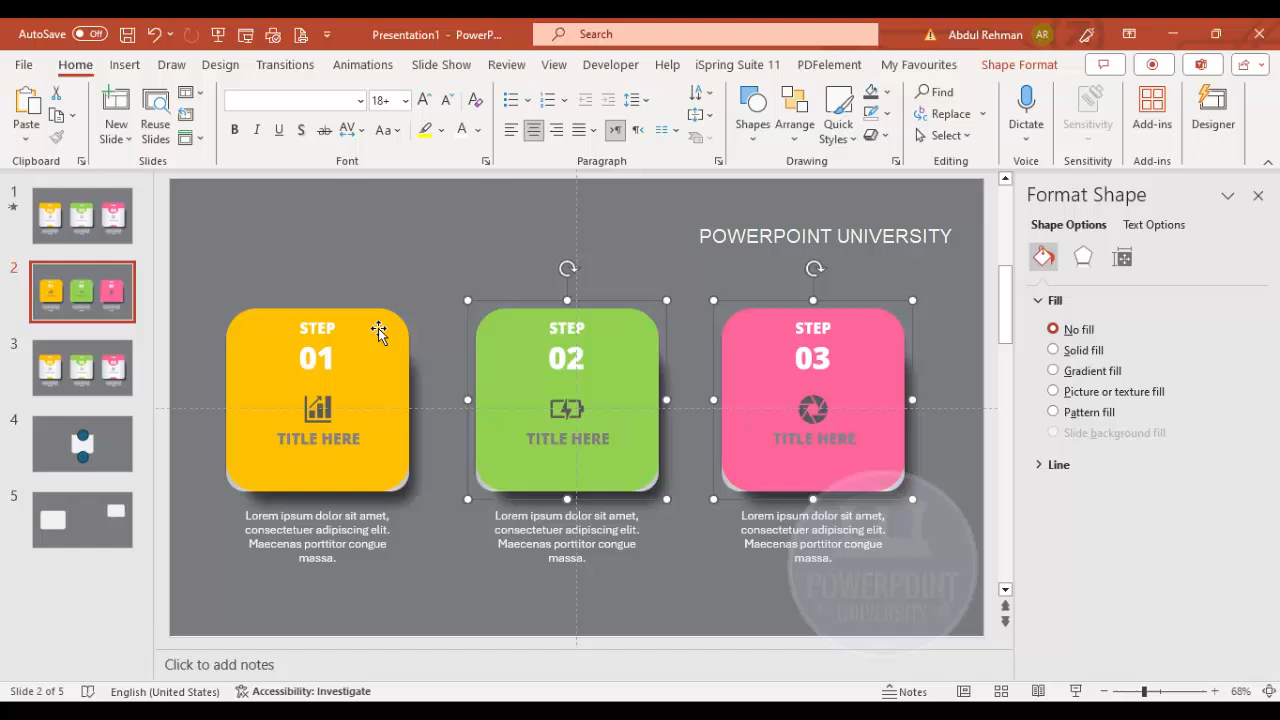 AutoSave Off Presentation1 - PowerP... Search Abdul Rehman AR
File Home Insert Draw Design Transitions Animations Slide Show Review View Developer Help iSpring Suite 11 PDFelement My Favourites Shape Format
Paste New Slide Reuse Slides 18+ A A A Shapes Arrange Quick Styles Find Replace Select Dictate Sensitivity Add-ins Designer
B I U S ab AV Aa A
Clipboard Slides Font Paragraph Drawing Editing Voice Sensitivity Add-ins
1
2
3
4
5
POWERPOINT UNIVERSITY
STEP
01
TITLE HERE
Lorem ipsum dolor sit amet,
consectetuer adipiscing elit.
Maecenas porttitor congue
massa.
STEP
02
TITLE HERE
Lorem ipsum dolor sit amet,
consectetuer adipiscing elit.
Maecenas porttitor congue
massa.
STEP
03
TITLE HERE
Lorem ipsum dolor sit amet,
consectetuer adipiscing elit.
Maecenas porttitor congue
massa.
POWERPOINT
UNIVERSITY
Format Shape
Shape Options Text Options
Fill
No fill
Solid fill
Gradient fill
Picture or texture fill
Pattern fill
Slide background fill
Line
Click to add notes
Slide 2 of 5 English (United States) Accessibility: Investigate Notes 68%